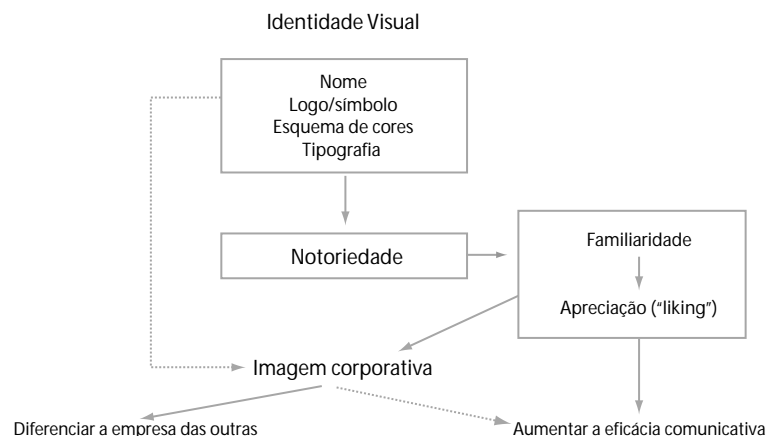 Identidade Visual
Nome
Logo/símbolo
Esquema de cores
Tipografia
Notoriedade
Familiaridade
Apreciação (“liking”)
Imagem corporativa
Diferenciar a empresa das outras
Aumentar a eficácia comunicativa